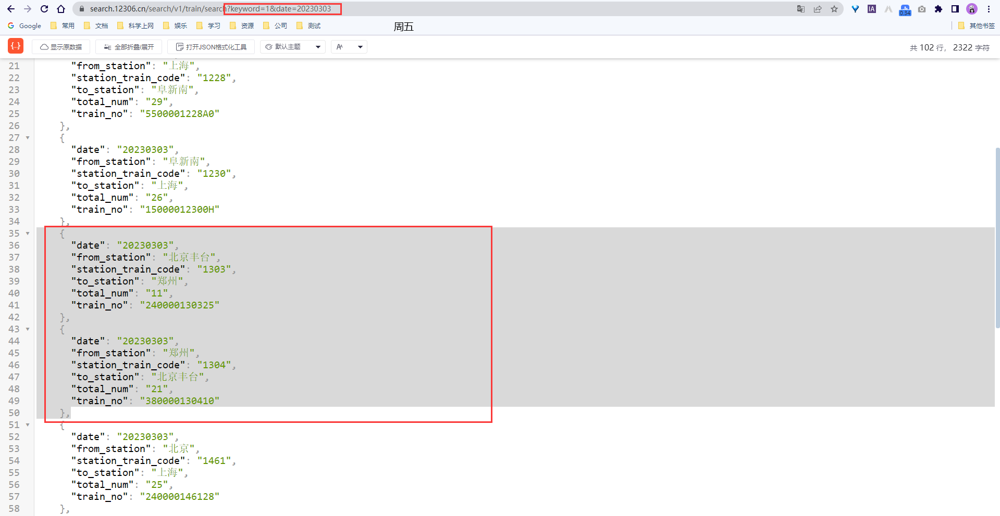 search.12306.cn/search/v1/train/search?keyword=1&date=20230303
IA
0.34
Google 常用 文档 科学上网 娱乐 学习 资源 公司 测试 周五 其他书签
{...} 显示原数据 全部折叠/展开 打开JSON格式化工具 默认主题 共 102 行， 2322 字符
21 "from_station": "上海",
22 "station_train_code": "1228",
23 "to_station": "阜新南",
24 "total_num": "29",
25 "train_no": "5500001228A0"
26 },
27 {
28 "date": "20230303",
29 "from_station": "阜新南",
30 "station_train_code": "1230",
31 "to_station": "上海",
32 "total_num": "26",
33 "train_no": "15000012300H"
34 },
35 {
36 "date": "20230303",
37 "from_station": "北京丰台",
38 "station_train_code": "1303",
39 "to_station": "郑州",
40 "total_num": "11",
41 "train_no": "240000130325"
42 },
43 {
44 "date": "20230303",
45 "from_station": "郑州",
46 "station_train_code": "1304",
47 "to_station": "北京丰台",
48 "total_num": "21",
49 "train_no": "380000130410"
50 },
51 {
52 "date": "20230303",
53 "from_station": "北京",
54 "station_train_code": "1461",
55 "to_station": "上海",
56 "total_num": "25",
57 "train_no": "240000146128"
58 },